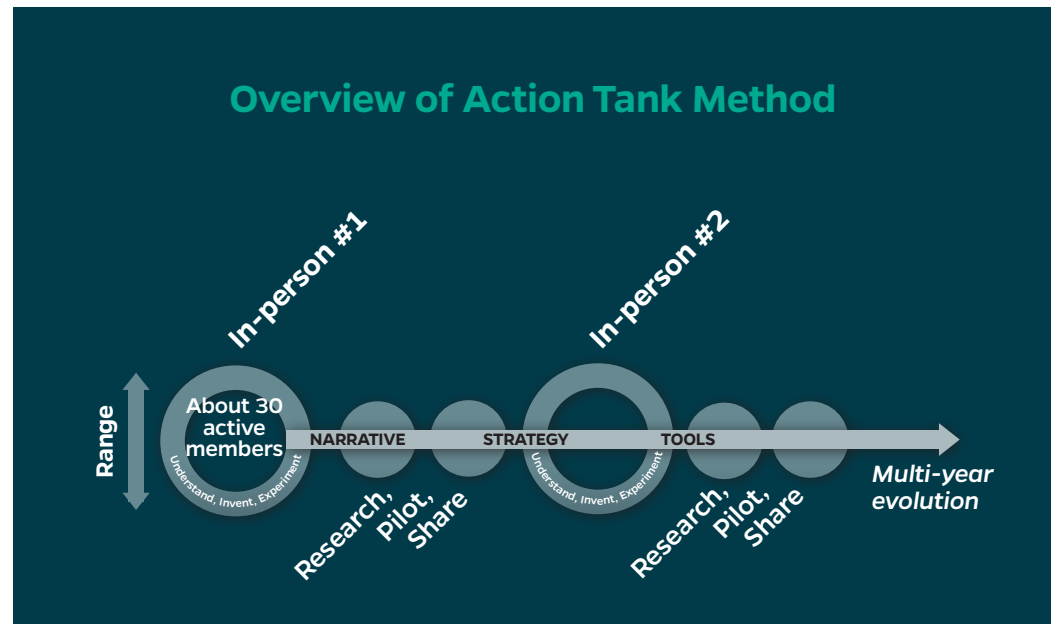 Overview of Action Tank Method
In-person #1
In-person #2
Range
About 30
active
members
Understand, Invent, Experiment
NARRATIVE
STRATEGY
Understand, Invent, Experiment
TOOLS
Multi-year
evolution
Research,
Pilot,
Share
Research,
Pilot,
Share